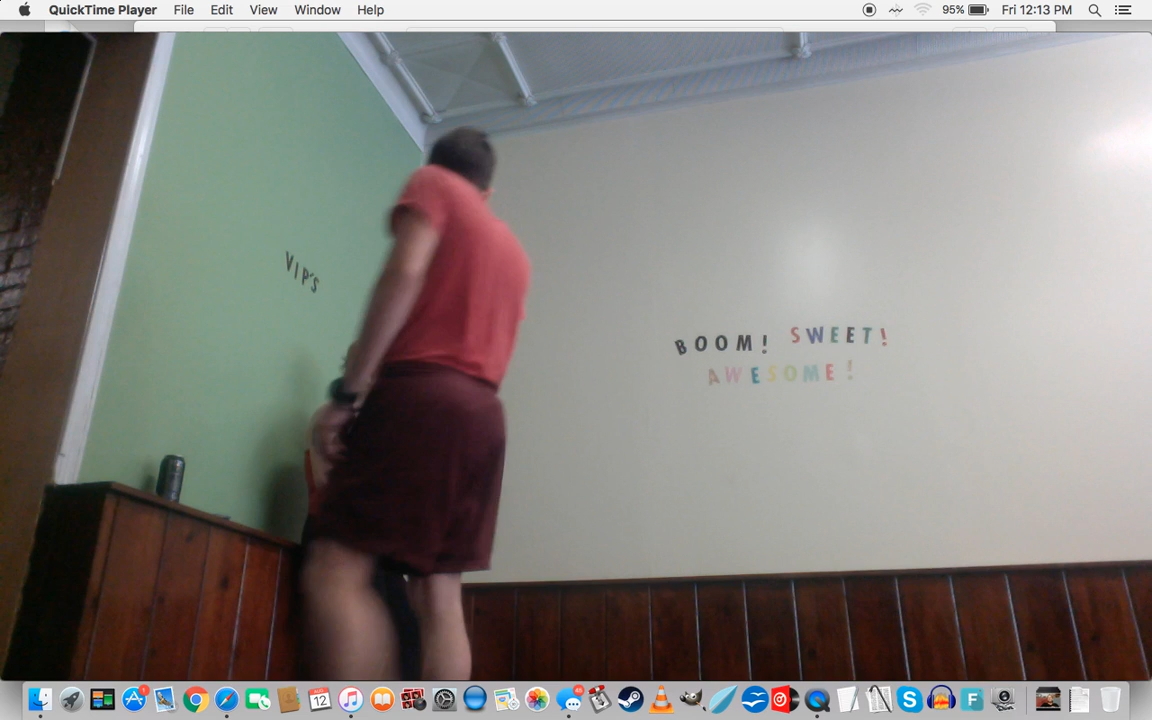 QuickTime Player File Edit View Window Help 95% Fri 12:13 PM
VIP'S
BOOM! SWEET!
AWESOME!
12